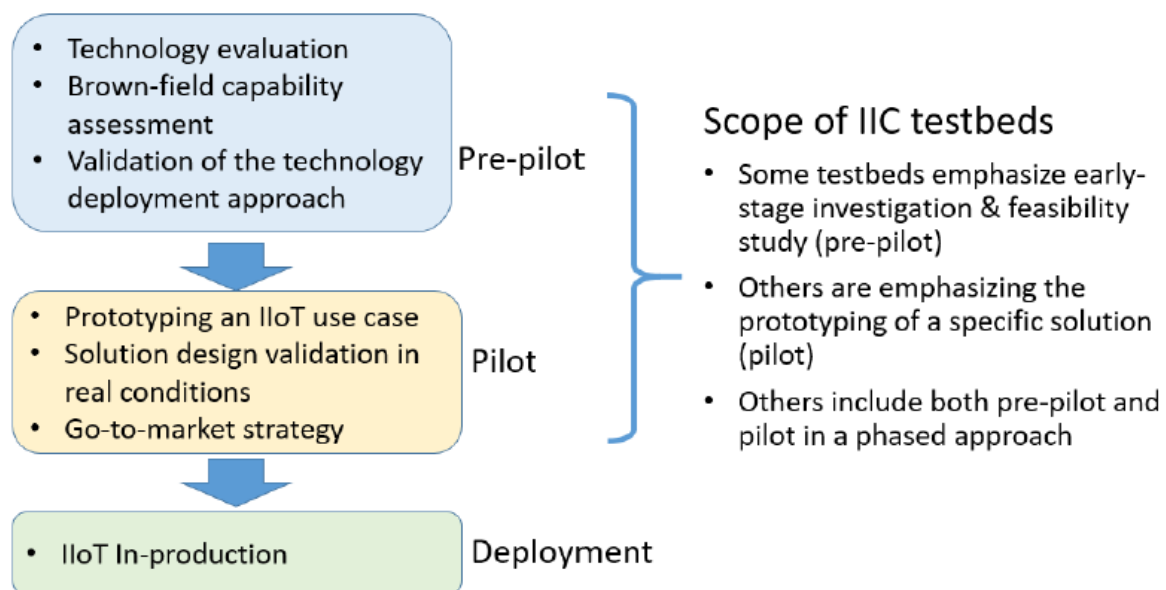 • Technology evaluation
• Brown-field capability
assessment
• Validation of the technology
deployment approach
Pre-pilot
• Prototyping an IIoT use case
• Solution design validation in
real conditions
• Go-to-market strategy
Pilot
• IIoT In-production
Deployment
Scope of IIC testbeds
• Some testbeds emphasize early-
stage investigation & feasibility
study (pre-pilot)
• Others are emphasizing the
prototyping of a specific solution
(pilot)
• Others include both pre-pilot and
pilot in a phased approach